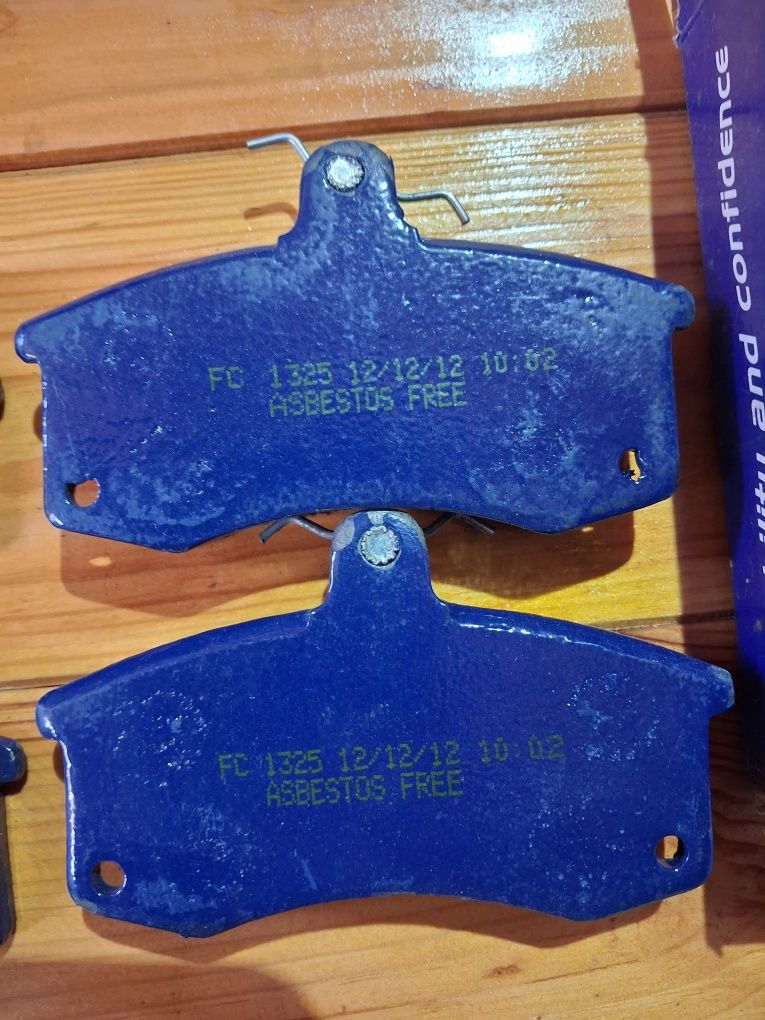 FC 1325 12/12/12 10:02
ASBESTOS FREE
FC 1325 12/12/12 10:02
ASBESTOS FREE
and confidence